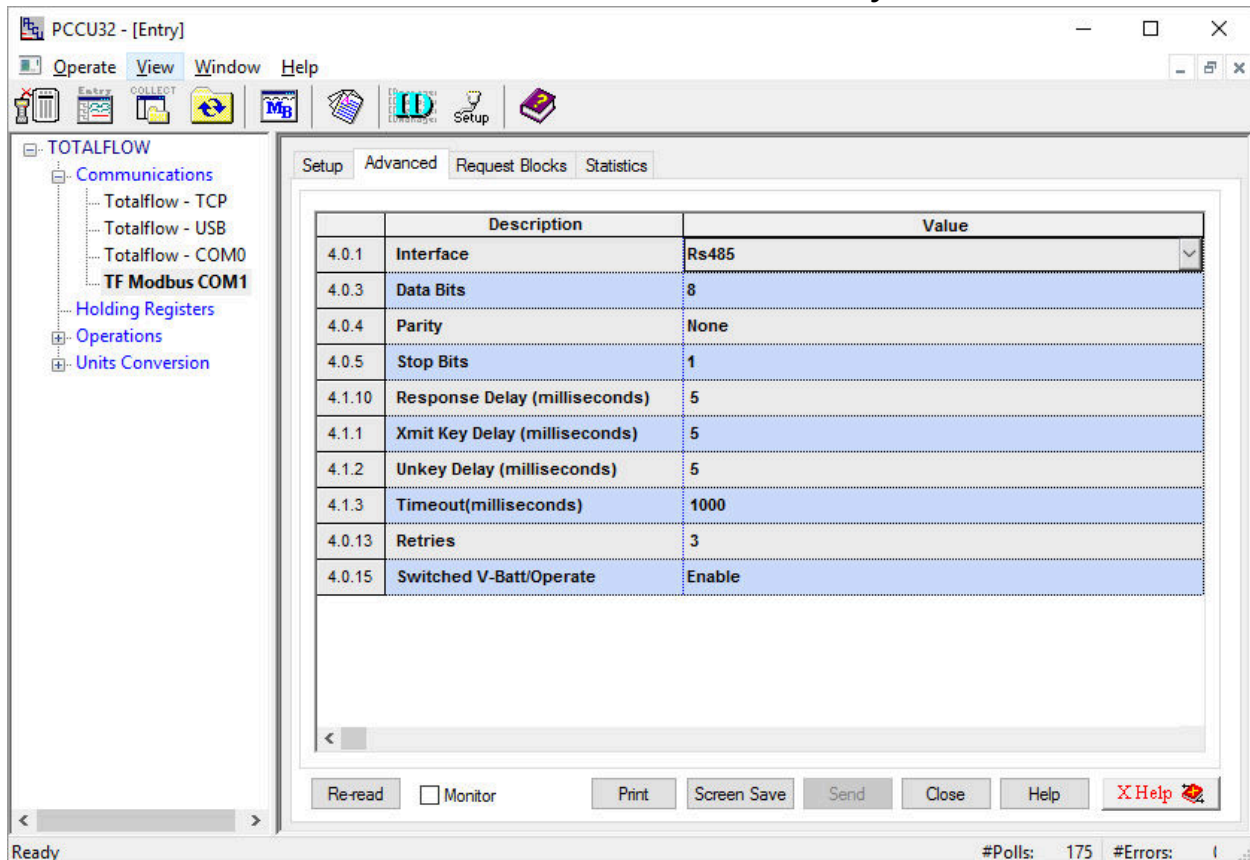 PCCU32 - [Entry]
Operate View Window Help
Entry COLLECT MB ID Setup
TOTALFLOW
Communications
Totalflow - TCP
Totalflow - USB
Totalflow - COM0
TF Modbus COM1
Holding Registers
Operations
Units Conversion
Setup Advanced Request Blocks Statistics
Description Value
4.0.1 Interface Rs485
4.0.3 Data Bits 8
4.0.4 Parity None
4.0.5 Stop Bits 1
4.1.10 Response Delay (milliseconds) 5
4.1.1 Xmit Key Delay (milliseconds) 5
4.1.2 Unkey Delay (milliseconds) 5
4.1.3 Timeout(milliseconds) 1000
4.0.13 Retries 3
4.0.15 Switched V-Batt/Operate Enable
Re-read Monitor Print Screen Save Send Close Help X Help
Ready #Polls: 175 #Errors: